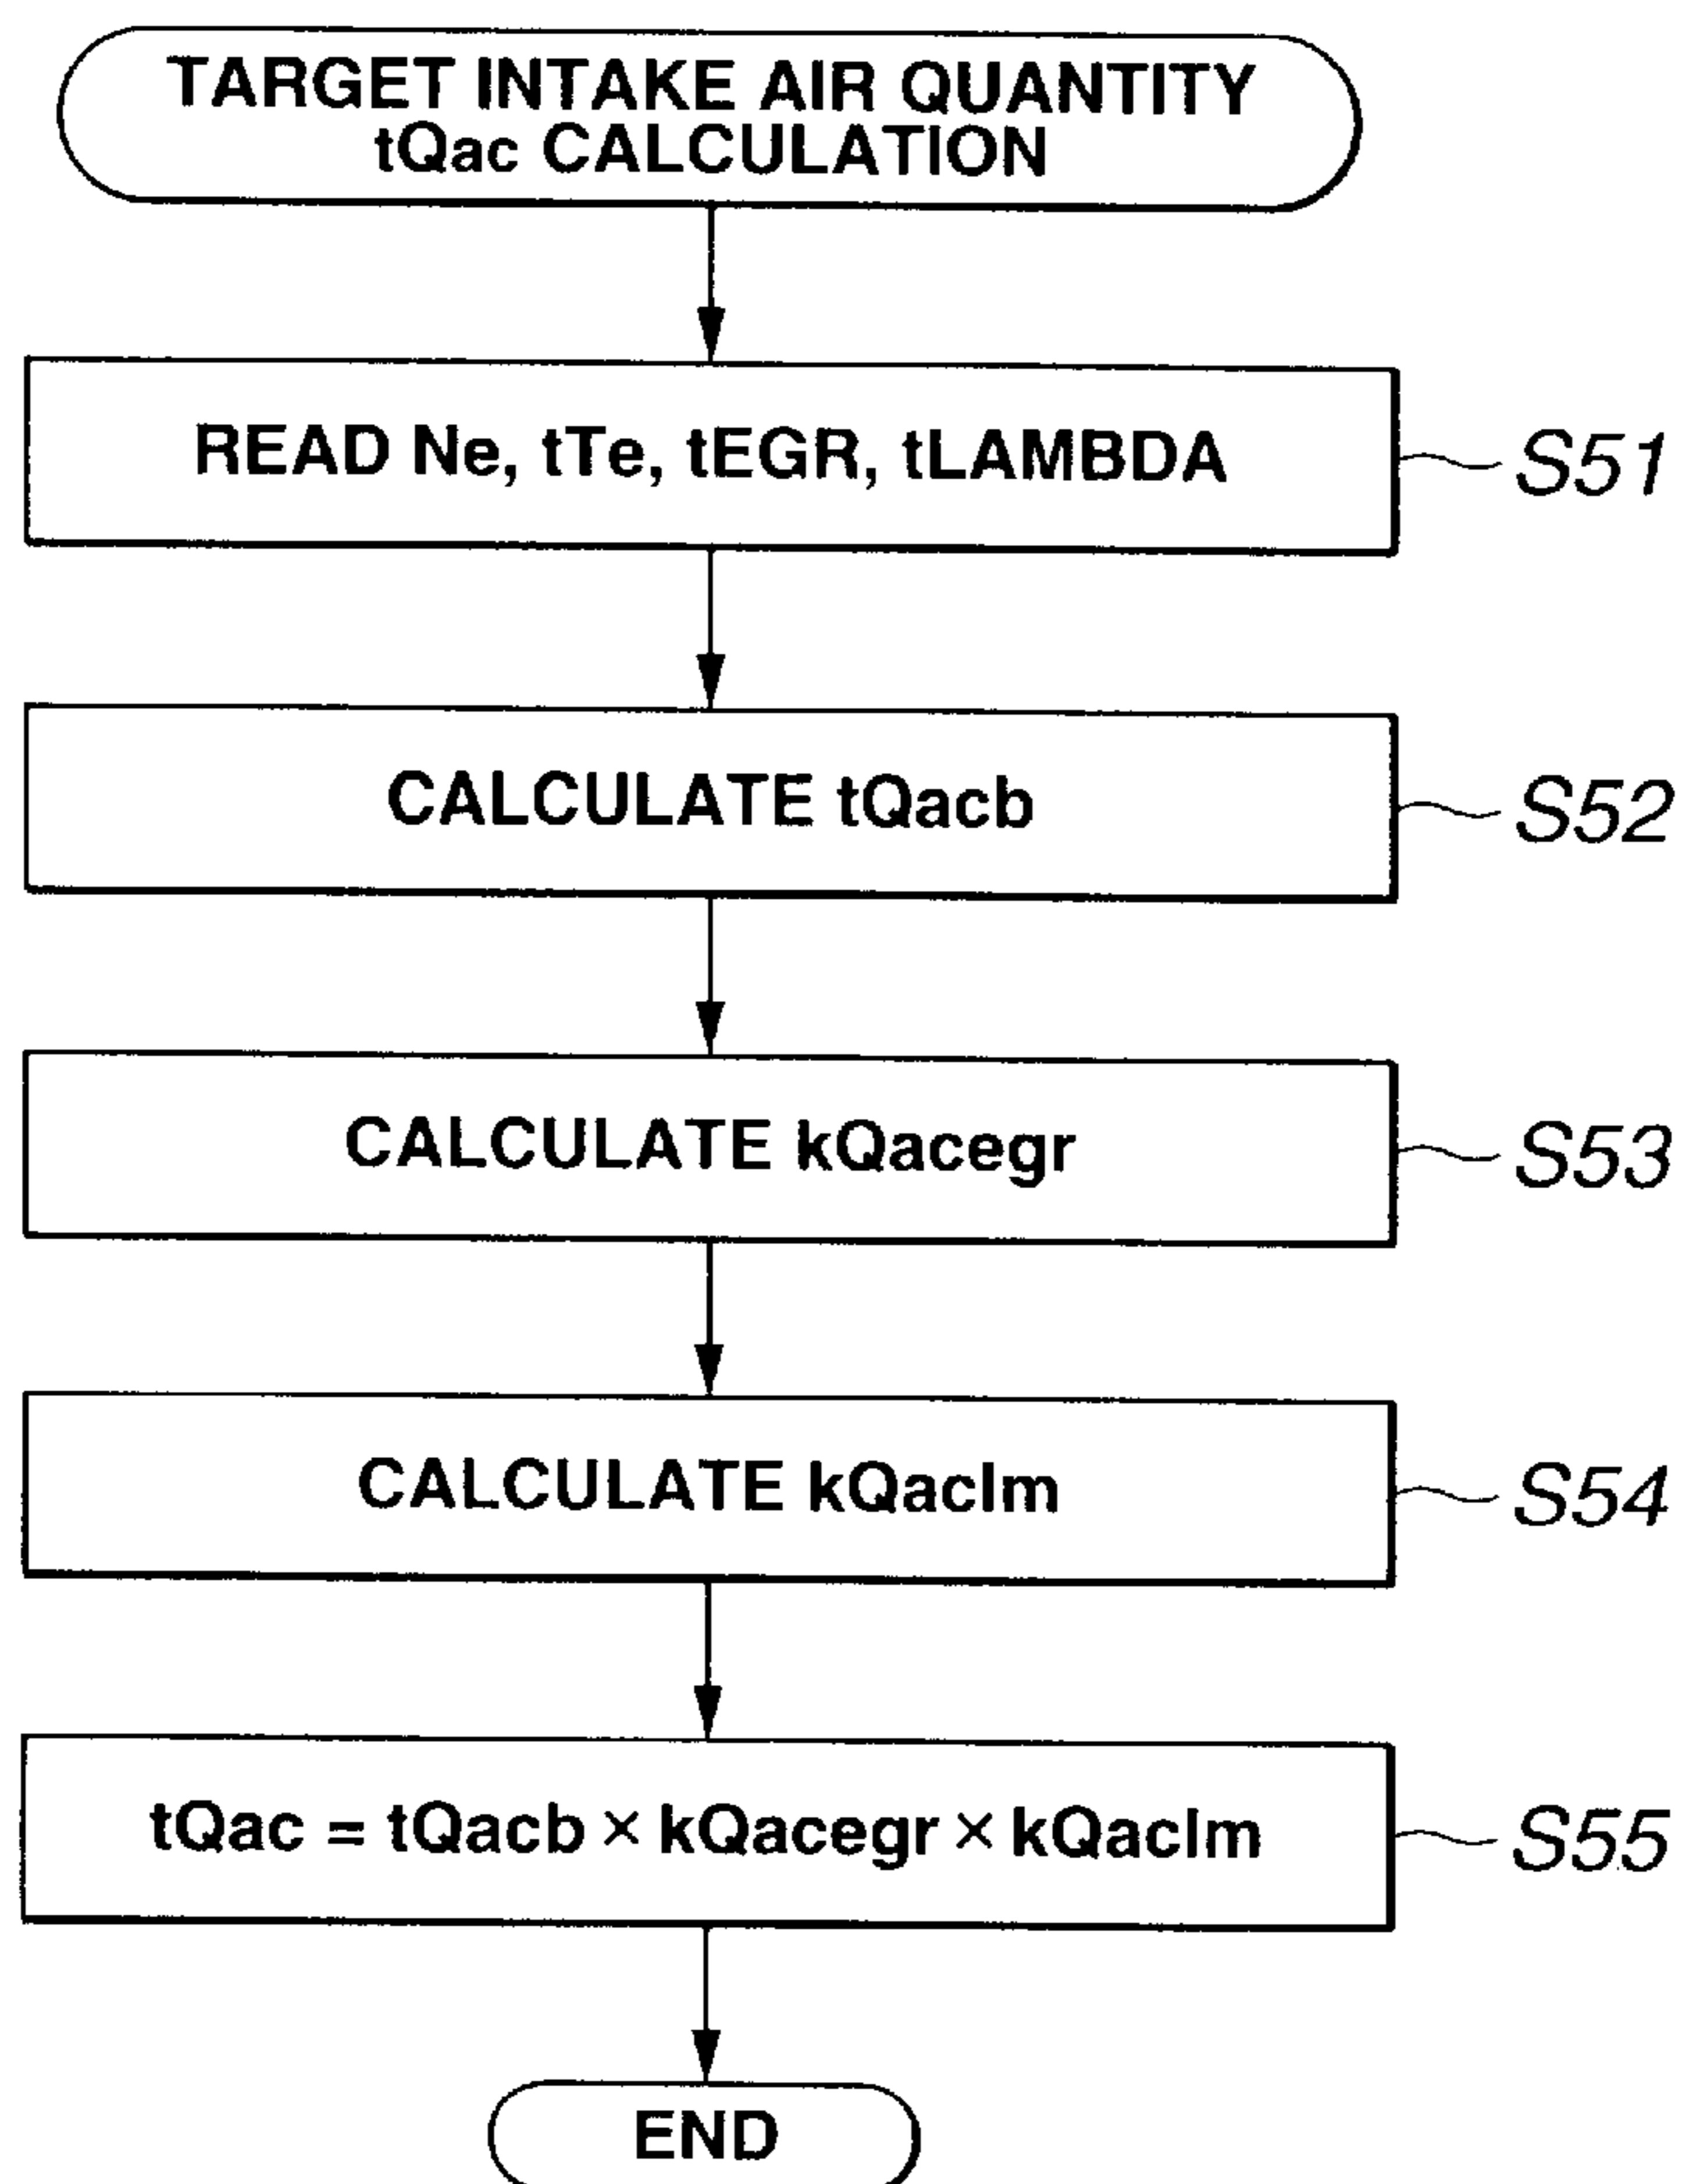 TARGET INTAKE AIR QUANTITY
tQac CALCULATION
READ Ne, tTe, tEGR, tLAMBDA
S51
CALCULATE tQacb
S52
CALCULATE kQacegr
S53
CALCULATE kQaclm
S54
tQac = tQacb × kQacegr × kQaclm
S55
END